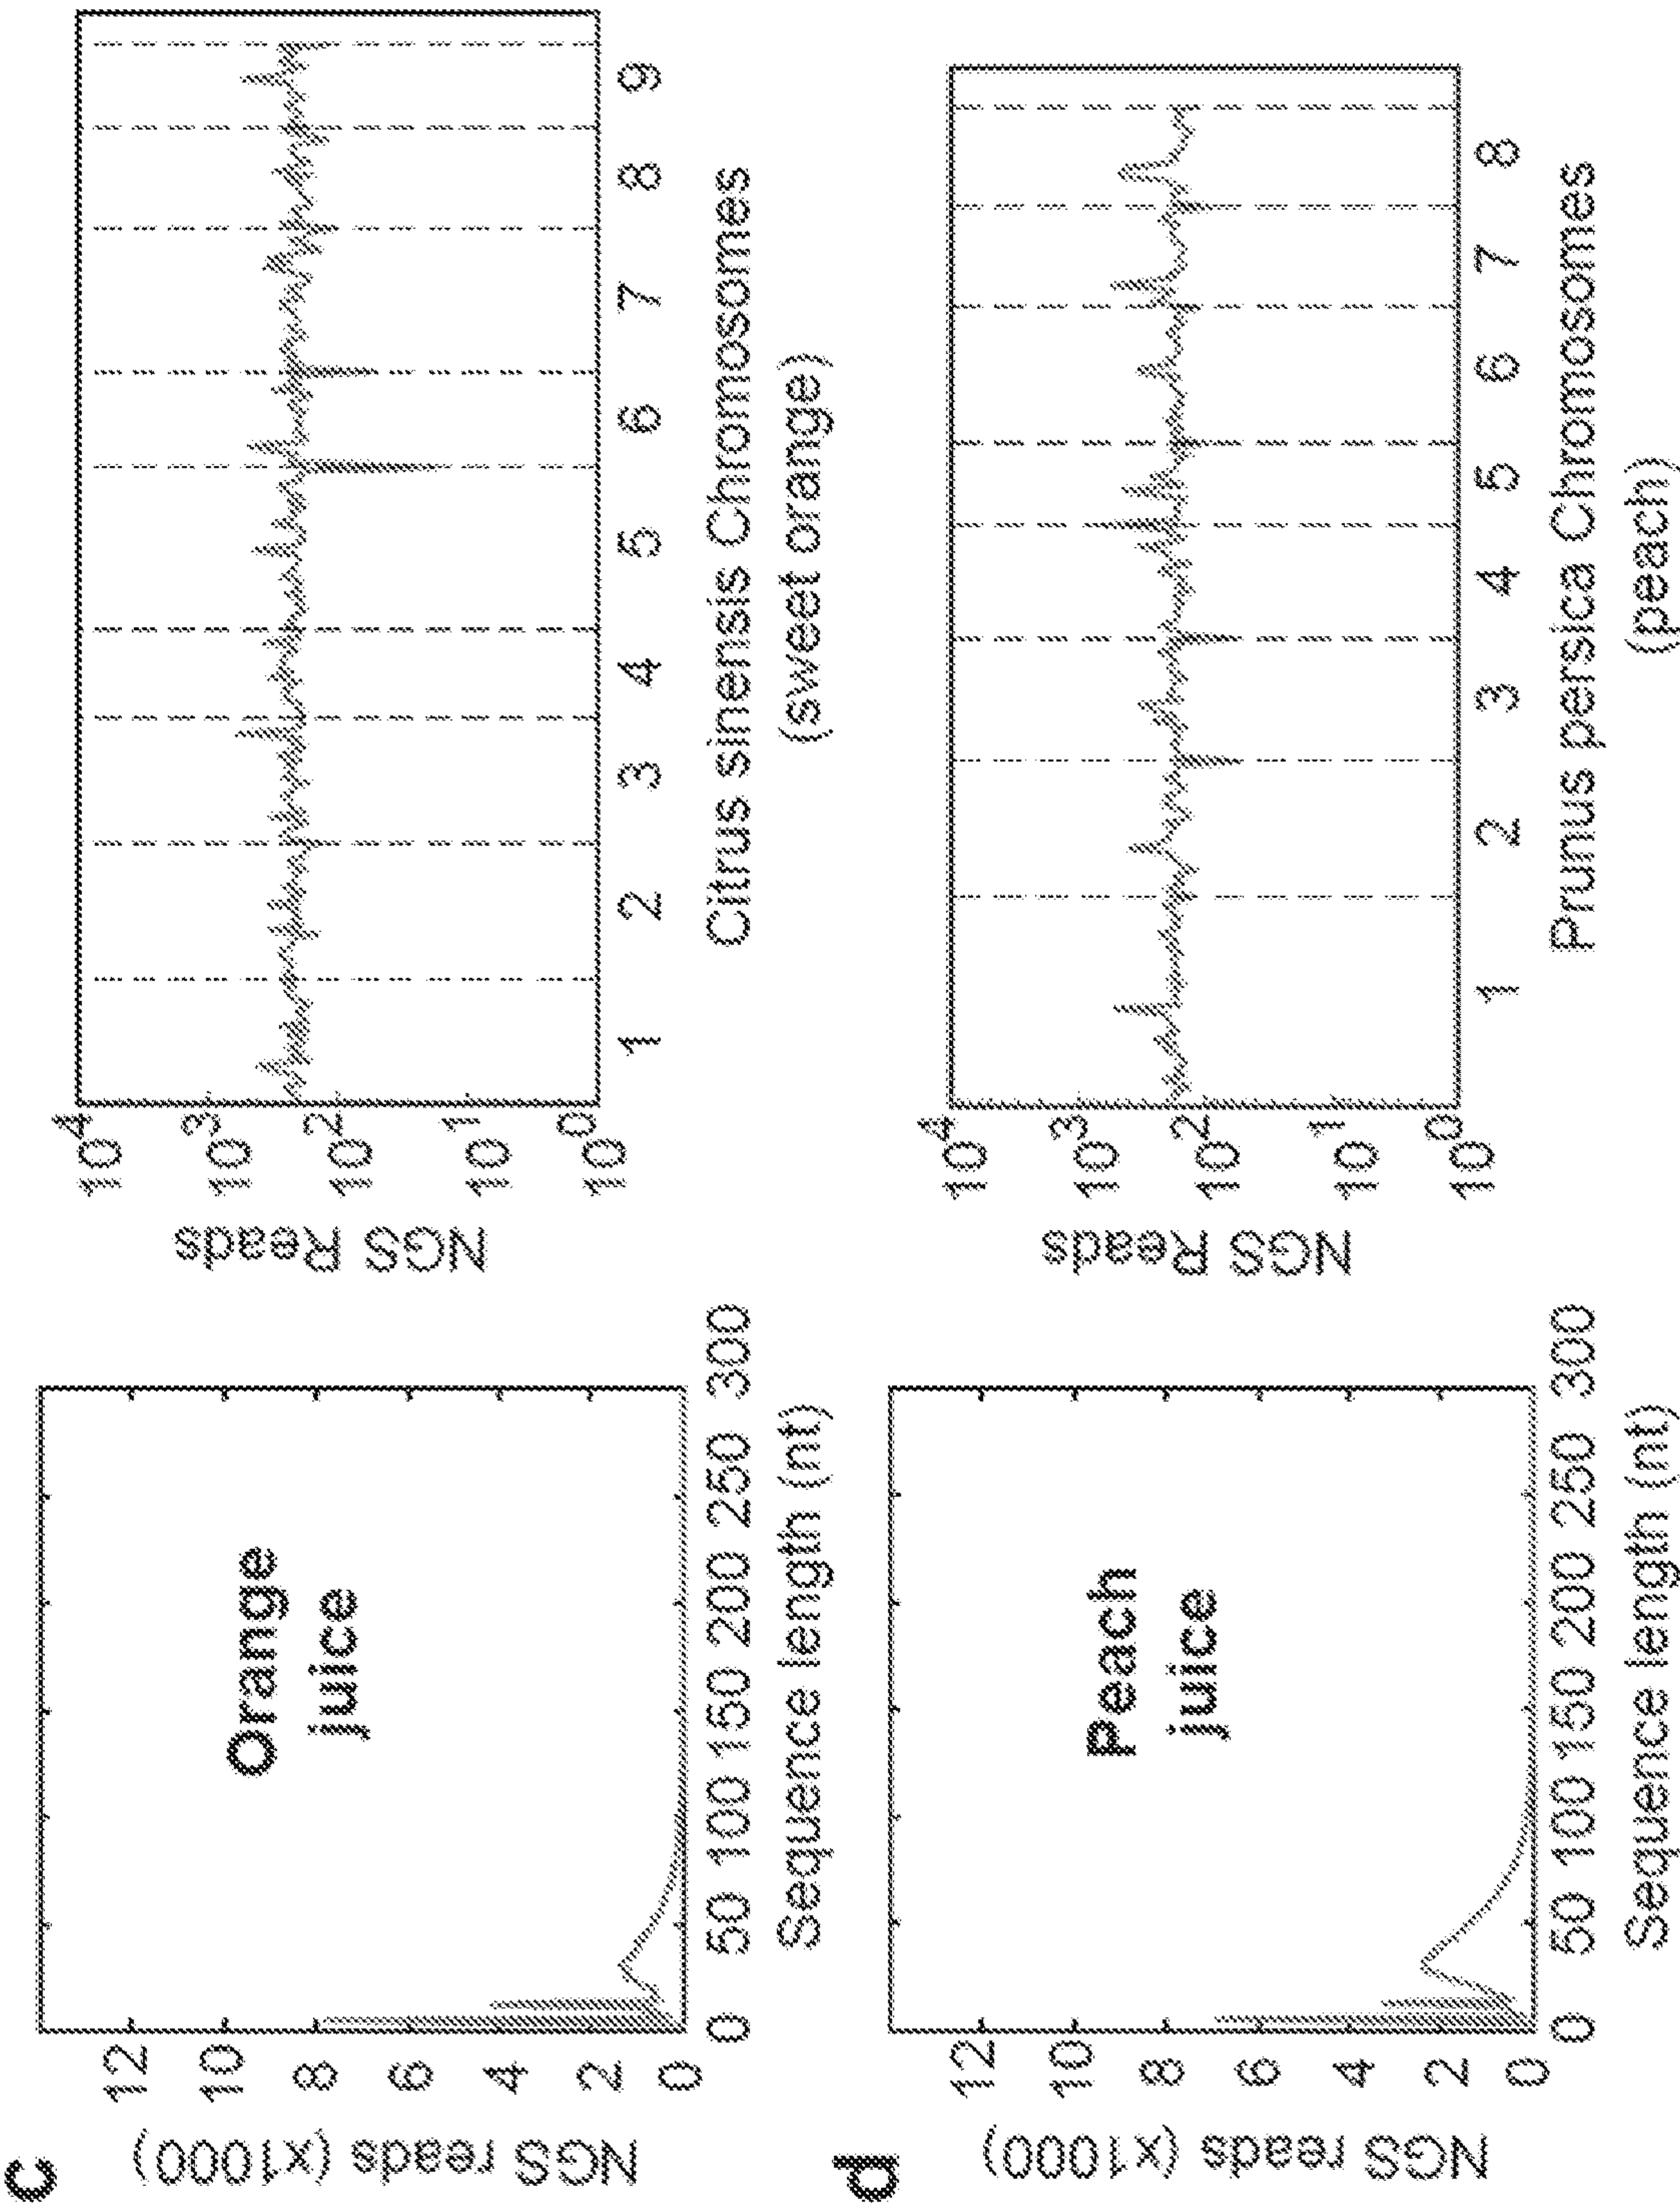 c
NGS reads (x1000)
12
10
8
6
4
2
0
Orange
juice
0 50 100 150 200 250 300
Sequence length (nt)
NGS Reads
10^4
10^3
10^2
10^1
10^0
1 2 3 4 5 6 7 8 9
Citrus sinensis Chromosomes
(sweet orange)
d
NGS reads (x1000)
12
10
8
6
4
2
0
Peach
juice
0 50 100 150 200 250 300
Sequence length (nt)
NGS Reads
10^4
10^3
10^2
10^1
10^0
1 2 3 4 5 6 7 8
Prunus persica Chromosomes
(peach)